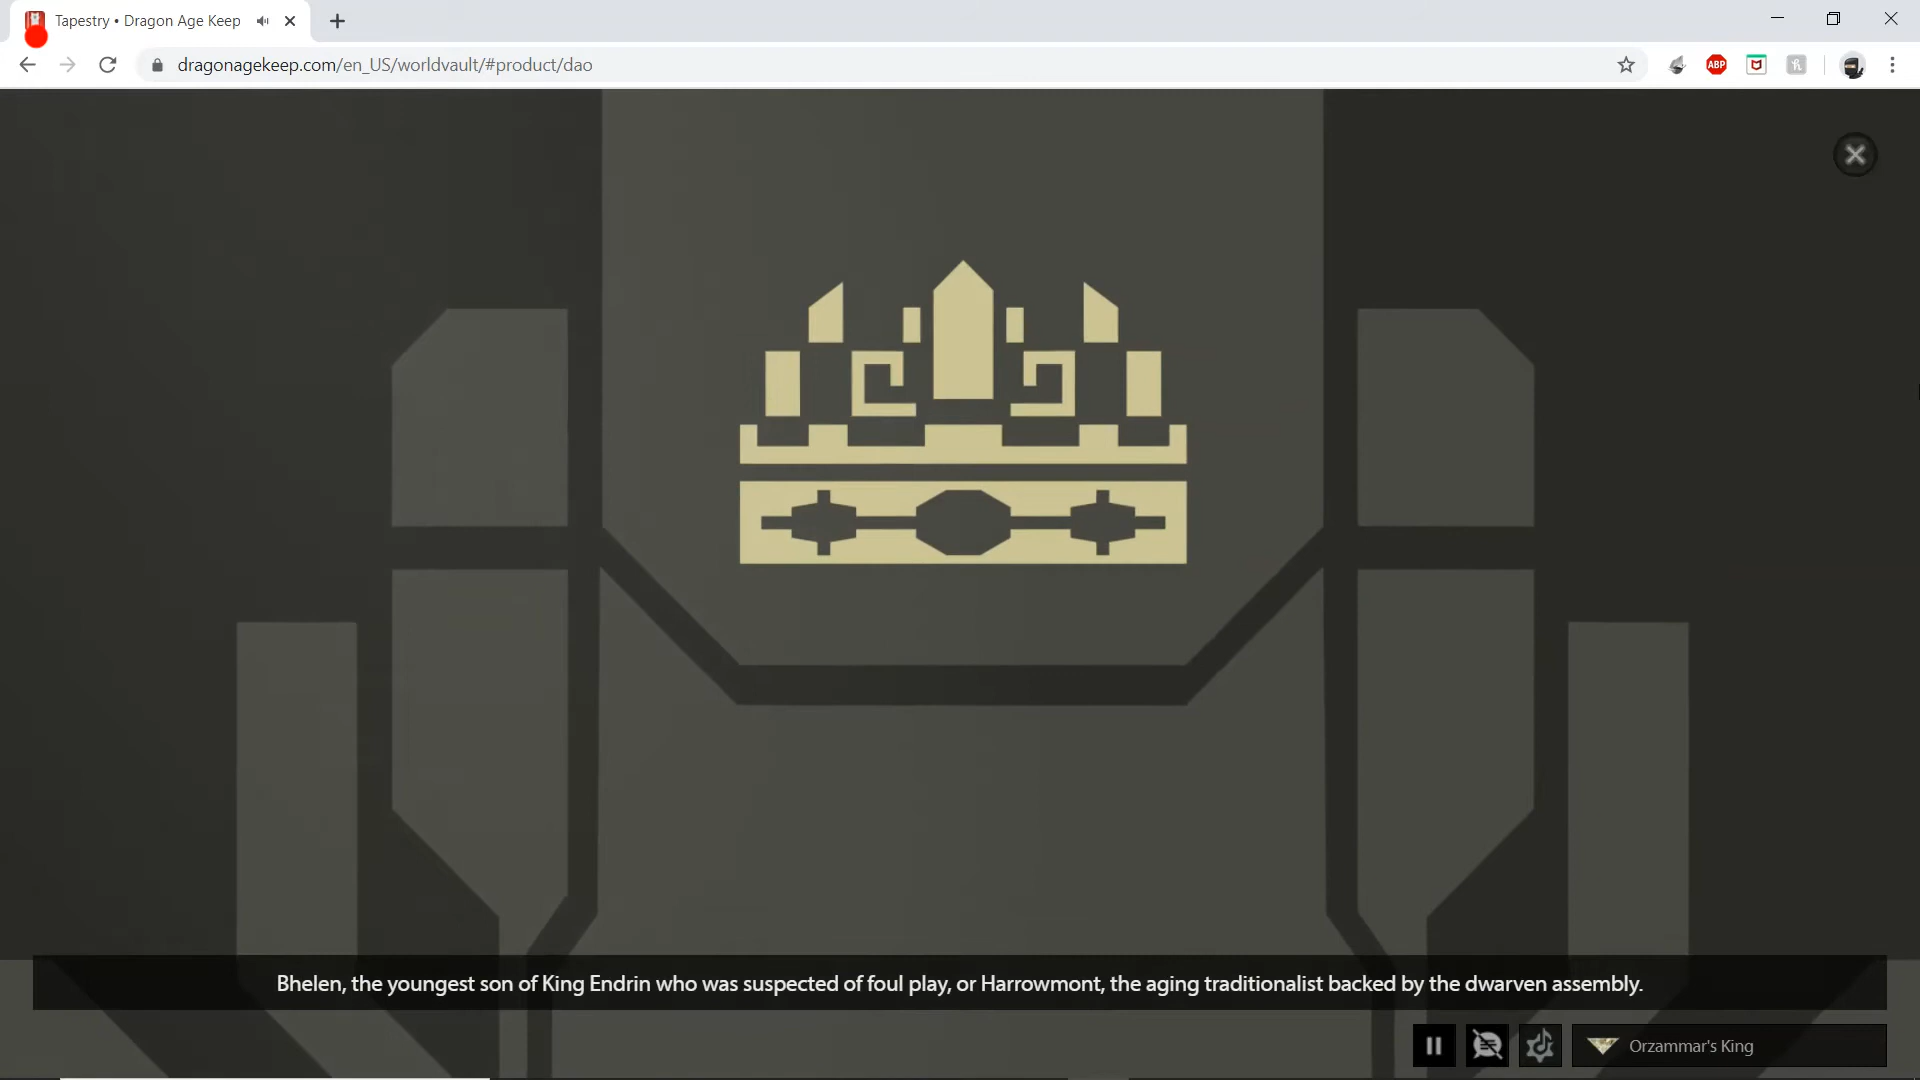 Tapestry • Dragon Age Keep
dragonagekeep.com/en_US/worldvault/#product/dao
ABP
Bhelen, the youngest son of King Endrin who was suspected of foul play, or Harrowmont, the aging traditionalist backed by the dwarven assembly.
Orzammar's King